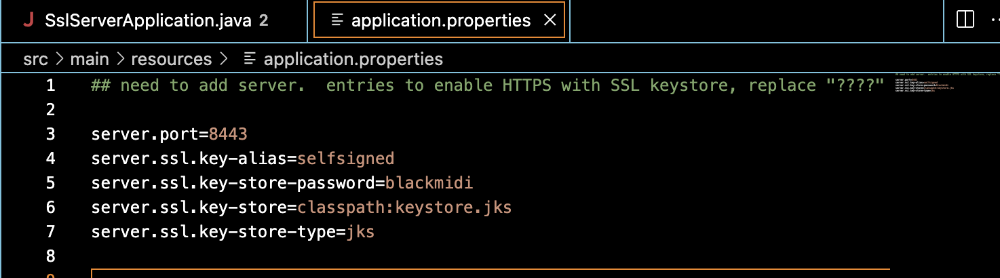 SslServerApplication.java 2
application.properties
src > main > resources > application.properties
1 ## need to add server.  entries to enable HTTPS with SSL keystore, replace "????"
2
3 server.port=8443
4 server.ssl.key-alias=selfsigned
5 server.ssl.key-store-password=blackmidi
6 server.ssl.key-store=classpath:keystore.jks
7 server.ssl.key-store-type=jks
8